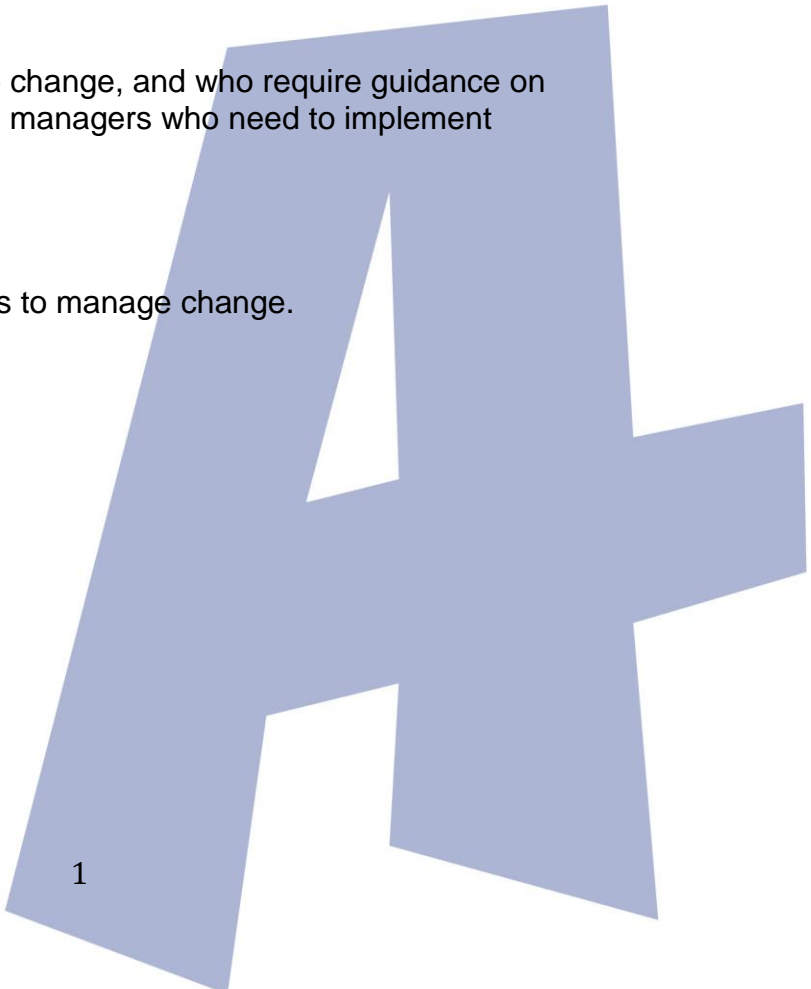 change, and who require guidance on
managers who need to implement
s to manage change.
1